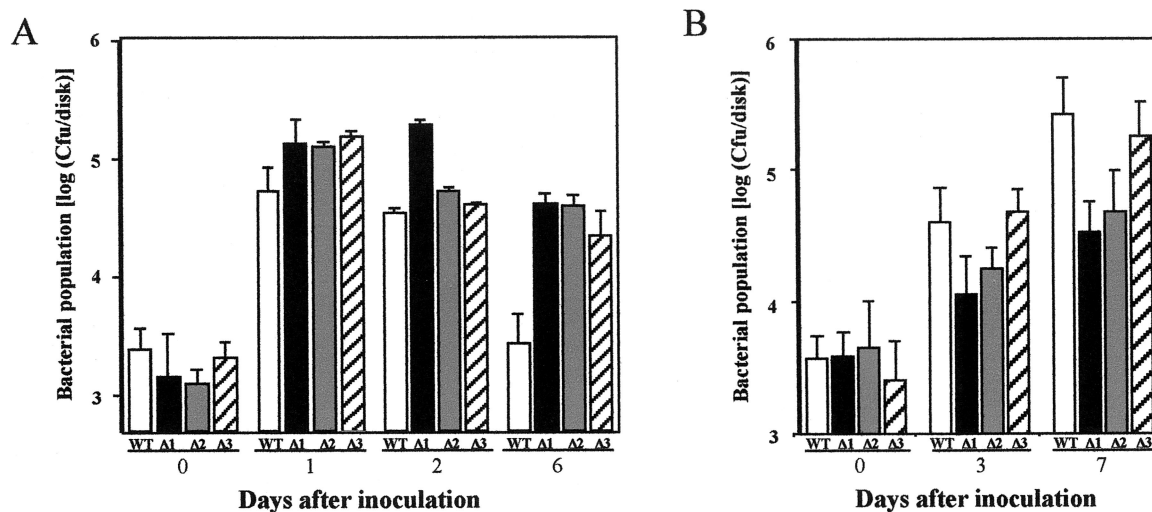 A
Bacterial population [log (Cfu/disk)]
6
5
4
3
WT Δ1 Δ2 Δ3 WT Δ1 Δ2 Δ3 WT Δ1 Δ2 Δ3 WT Δ1 Δ2 Δ3
0 1 2 6
Days after inoculation
B
Bacterial population [log (Cfu/disk)]
6
5
4
3
WT Δ1 Δ2 Δ3 WT Δ1 Δ2 Δ3 WT Δ1 Δ2 Δ3
0 3 7
Days after inoculation